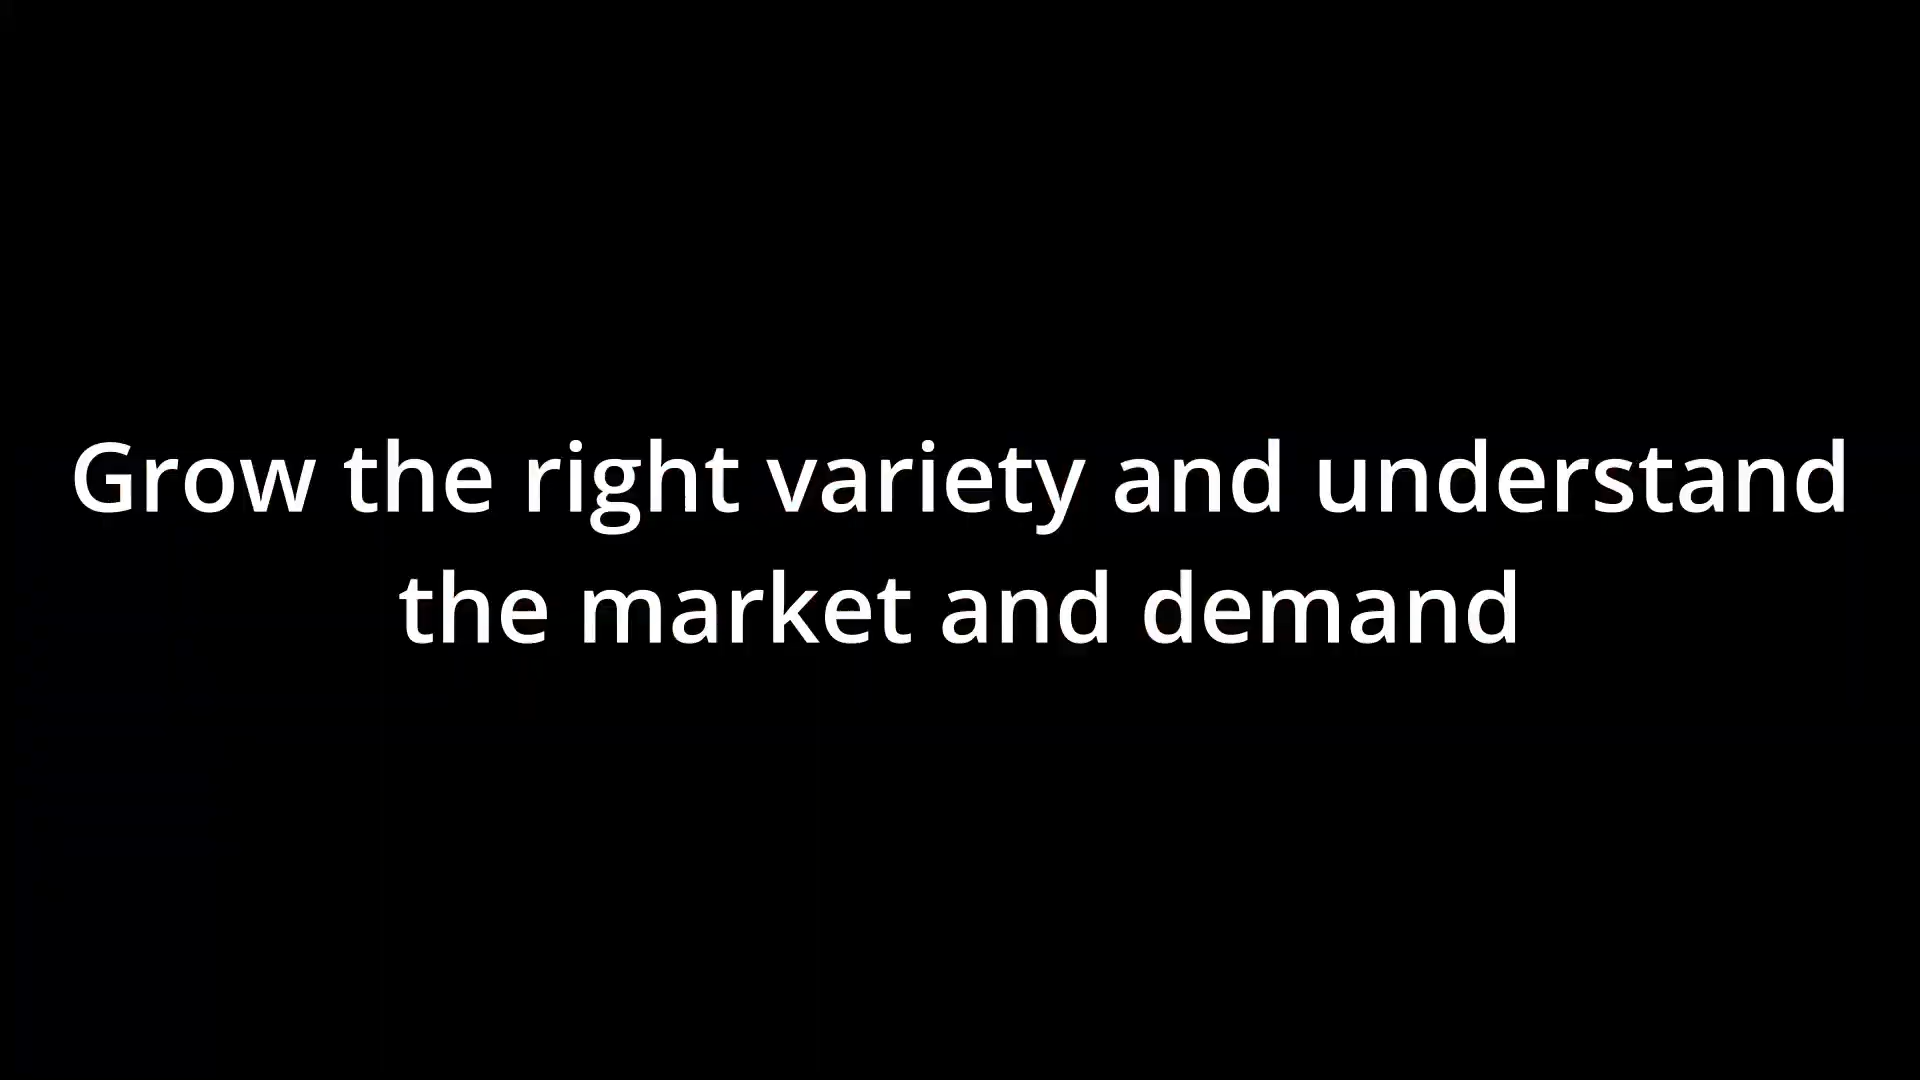 Grow the right variety and understand
the market and demand